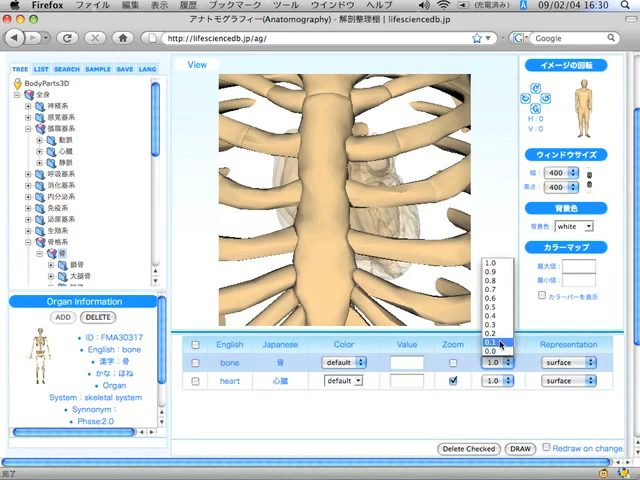 Firefox ファイル 編集 表示 履歴 ブックマーク ツール ウインドウ ヘルプ (充電済み) A 09/02/04 16:30
アナトモグラフィー(Anatomography) - 解剖整理棚 | lifesciencedb.jp
http://lifesciencedb.jp/ag/
Google
TREE LIST SEARCH SAMPLE SAVE LANG
BodyParts3D
全身
神経系
感覚器系
循環器系
動脈
心臓
静脈
呼吸器系
消化器系
内分泌系
免疫系
泌尿器系
生殖系
骨格系
骨
鎖骨
大腿骨
Organ Information
ADD DELETE
ID : FMA30317
English : bone
漢字 : 骨
かな : ほね
Organ
System : skeletal system
Synnonym :
Phase:2.0
View
イメージの回転
H : 0
V : 0
ウィンドウサイズ
幅 : 400
高さ : 400
背景色
背景色 : white
カラーマップ
最大値 :
最小値 :
カラーバーを表示
1.0
0.9
0.8
0.7
0.6
0.5
0.4
0.3
0.2
0.1
0.0
English Japanese Color Value Zoom Representation
bone 骨 default 1.0 surface
heart 心臓 default 1.0 surface
Delete Checked DRAW Redraw on change.
完了